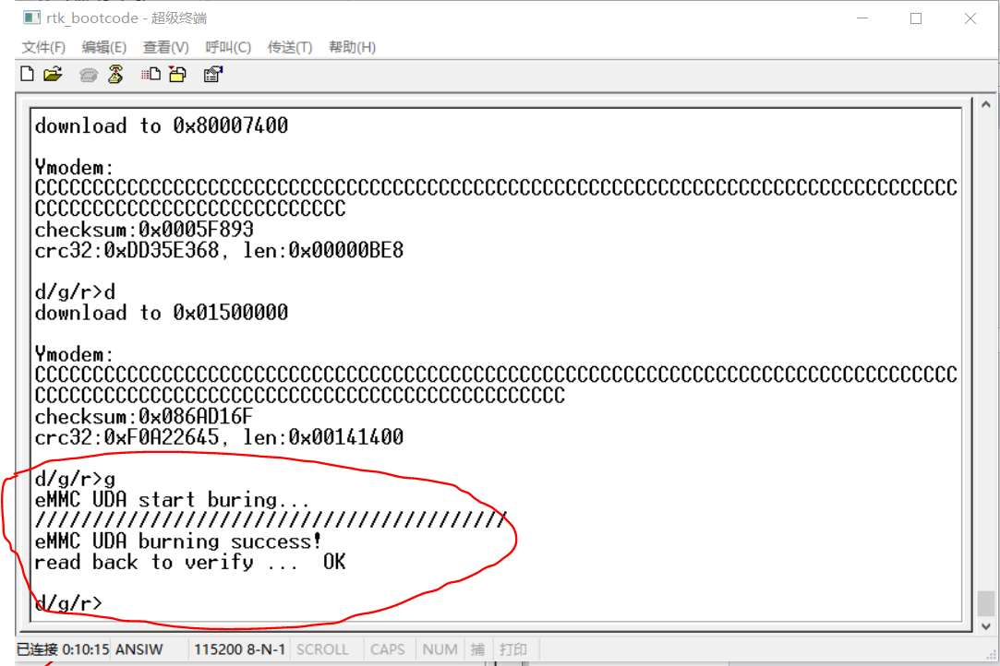 rtk_bootcode - 超级终端
文件(F) 编辑(E) 查看(V) 呼叫(C) 传送(T) 帮助(H)
download to 0x80007400
Ymodem:
CCCCCCCCCCCCCCCCCCCCCCCCCCCCCCCCCCCCCCCCCCCCCCCCCCCCCCCCCCCCCCCCCCCCCCCCCCCCCCCC
CCCCCCCCCCCCCCCCCCCCCCCCCCC
checksum:0x0005F893
crc32:0xDD35E368, len:0x00000BE8
d/g/r>d
download to 0x01500000
Ymodem:
CCCCCCCCCCCCCCCCCCCCCCCCCCCCCCCCCCCCCCCCCCCCCCCCCCCCCCCCCCCCCCCCCCCCCCCCCCCCCCCC
CCCCCCCCCCCCCCCCCCCCCCCCCCCCCCCCCCCCCCCCCCCCCC
checksum:0x086AD16F
crc32:0xF0A22645, len:0x00141400
d/g/r>g
eMMC UDA start buring...
/////////////////////////////////////////
eMMC UDA burning success!
read back to verify ...  OK
d/g/r>
已连接 0:10:15 ANSIW 115200 8-N-1 SCROLL CAPS NUM 捕 打印